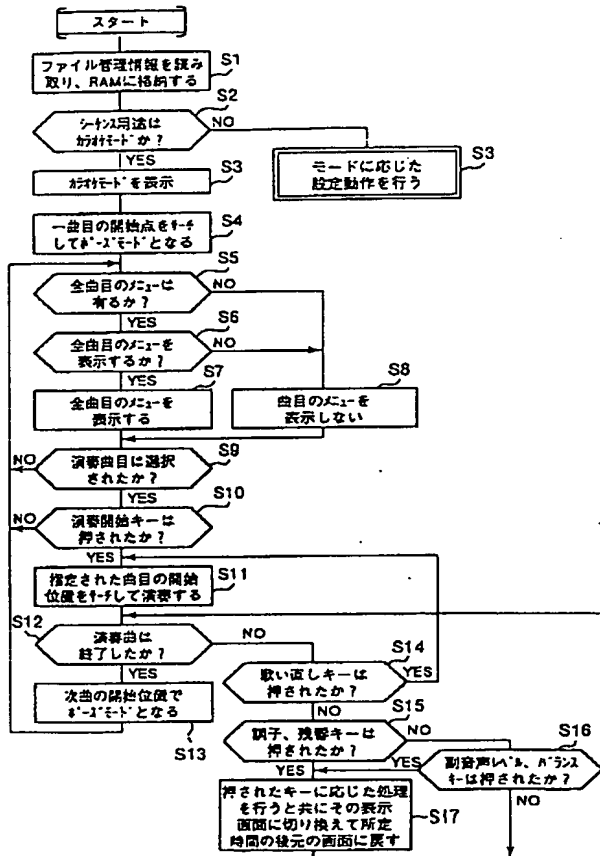 スタート
ファイル管理情報を読み
取り、RAMに格納する
S1
S2
シーケンス用途は
カラオケモードか?
NO
YES
モードに応じた
設定動作を行う
S3
カラオケモードを表示
S3
一曲目の開始点をサーチ
してポーズモードとなる
S4
S5
全曲目のメニューは
有るか?
NO
YES
S6
全曲目のメニューを
表示するか?
NO
YES
S7
全曲目のメニューを
表示する
S8
曲目のメニューを
表示しない
S9
NO
演奏曲目は選択
されたか?
YES
S10
NO
演奏開始キーは
押されたか?
YES
S11
指定された曲目の開始
位置をサーチして演奏する
S12
演奏曲は
終了したか?
NO
YES
次曲の開始位置で
ポーズモードとなる
S13
S14
歌い直しキーは
押されたか?
YES
NO
S15
調子、残響キーは
押されたか?
NO
YES
S16
副音声レベル、バランス
キーは押されたか?
YES
NO
押されたキーに応じた処理
を行うと共にその表示
画面に切り換えて所定
時間の後元の画面に戻す
S17